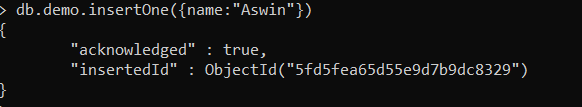 > db.demo.insertOne({name:"Aswin"})
{
        "acknowledged" : true,
        "insertedId" : ObjectId("5fd5fea65d55e9d7b9dc8329")
}